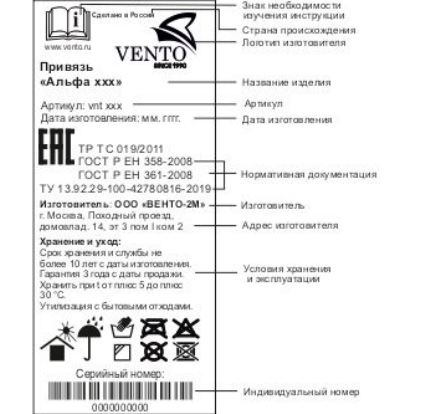 Знак необходимости
изучения инструкции
Сделано в России
Страна происхождения
Логотип изготовителя
www.vento.ru
VENTO
SINCE 1990
Привязь
«Альфа xxx»
Название изделия
Артикул: vnt xxx
Артикул
Дата изготовления: мм. гггг.
Дата изготовления
ЕАС
ТР ТС 019/2011
ГОСТ Р ЕН 358-2008
ГОСТ Р ЕН 361-2008
Нормативная документация
ТУ 13.92.29-100-42780816-2019
Изготовитель: ООО «ВЕНТО-2М»
Изготовитель
г. Москва, Походный проезд,
домовлад. 14, эт 3 пом I ком 2
Адрес изготовителя
Хранение и уход:
Срок хранения и службы не
более 10 лет с даты изготовления.
Гарантия 3 года с даты продажи.
Хранить при t от плюс 5 до плюс
30 °С.
Утилизация с бытовыми отходами.
Условия хранения
и эксплуатации
Серийный номер:
Индивидуальный номер
0000000000